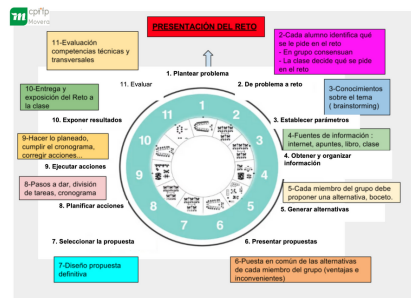 cpifp
Movera
PRESENTACIÓN DEL RETO
11-Evaluación
competencias técnicas y
transversales
2-Cada alumno identifica qué
se le pide en el reto
- En grupo consensuan
- La clase decide qué se pide
en el reto
1. Plantear problema
11. Evaluar
2. De problema a reto
10-Entrega y
exposición del Reto a
la clase
3-Conocimientos
sobre el tema
( brainstorming)
10. Exponer resultados
3. Establecer parámetros
9-Hacer lo planeado,
cumplir el cronograma,
corregir acciones...
4-Fuentes de información :
internet, apuntes, libro, clase
9. Ejecutar acciones
4. Obtener y organizar
información
8-Pasos a dar, división
de tareas, cronograma
5-Cada miembro del grupo debe
proponer una alternativa, boceto.
8. Planificar acciones
5. Generar alternativas
7. Seleccionar la propuesta
6. Presentar propuestas
7-Diseño propuesta
definitiva
6-Puesta en común de las alternativas
de cada miembro del grupo (ventajas e
inconvenientes)
1
2
3
4
5
6
7
8
9
10
11